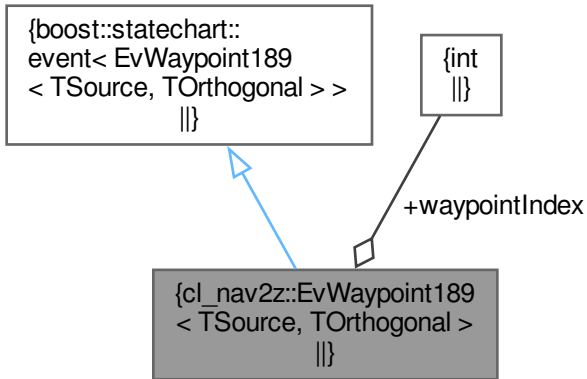 {boost::statechart::
event< EvWaypoint189
< TSource, TOrthogonal > >
||}
{int
||}
+waypointIndex
{cl_nav2z::EvWaypoint189
< TSource, TOrthogonal >
||}